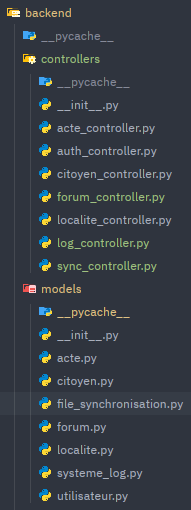 backend
__pycache__
controllers
__pycache__
__init__.py
acte_controller.py
auth_controller.py
citoyen_controller.py
forum_controller.py
localite_controller.py
log_controller.py
sync_controller.py
models
__pycache__
__init__.py
acte.py
citoyen.py
file_synchronisation.py
forum.py
localite.py
systeme_log.py
utilisateur.py